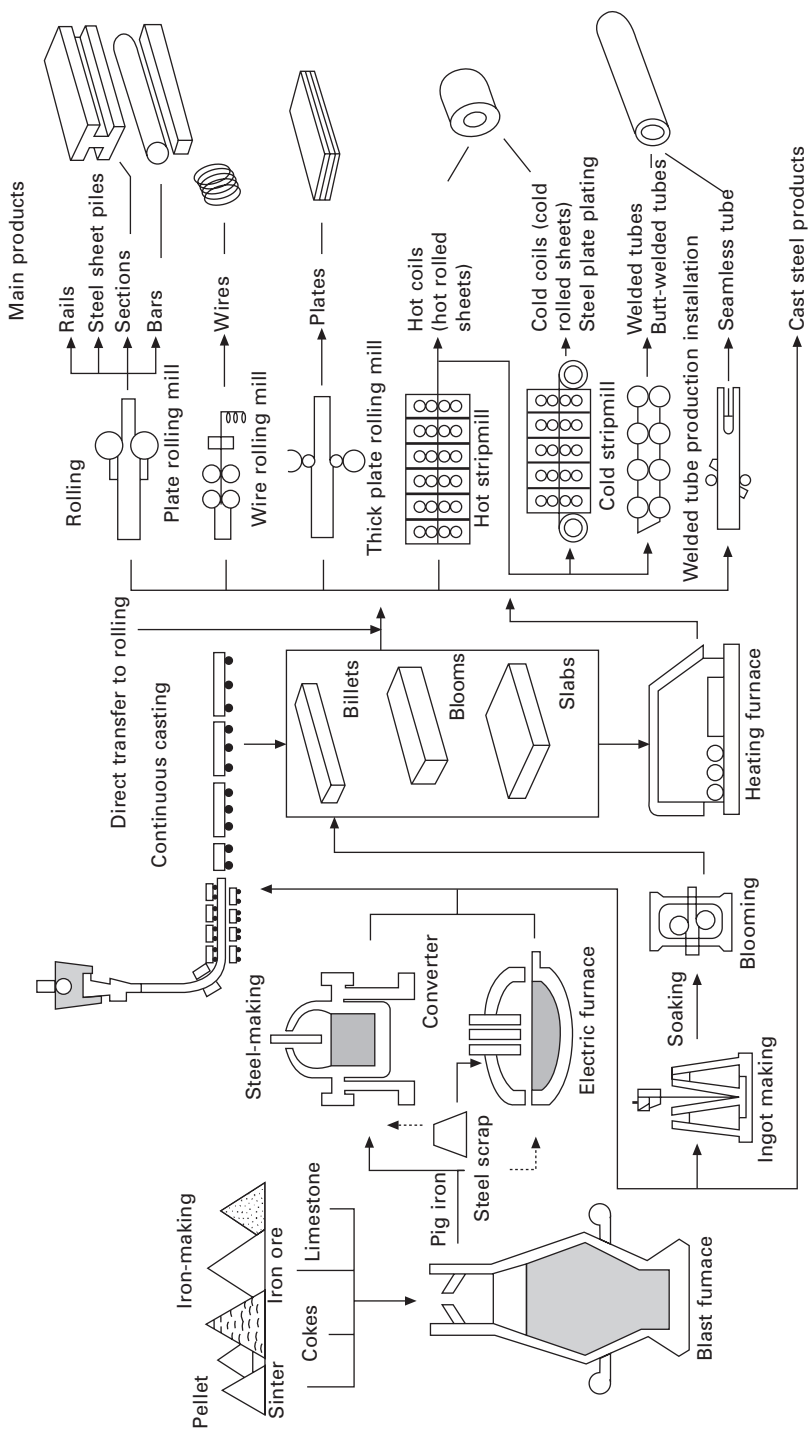 Iron-making
Pellet
Sinter
Iron ore
Cokes
Limestone
Blast furnace
Pig iron
Steel scrap
Steel-making
Converter
Electric furnace
Ingot making
Soaking
Blooming
Continuous casting
Direct transfer to rolling
Billets
Blooms
Slabs
Heating furnace
Rolling
Plate rolling mill
Wire rolling mill
Thick plate rolling mill
Hot stripmill
Cold stripmill
Welded tube production installation
Main products
Rails
Steel sheet piles
Sections
Bars
Wires
Plates
Hot coils
(hot rolled
sheets)
Cold coils (cold
rolled sheets)
Steel plate plating
Welded tubes
Butt-welded tubes
Seamless tube
Cast steel products